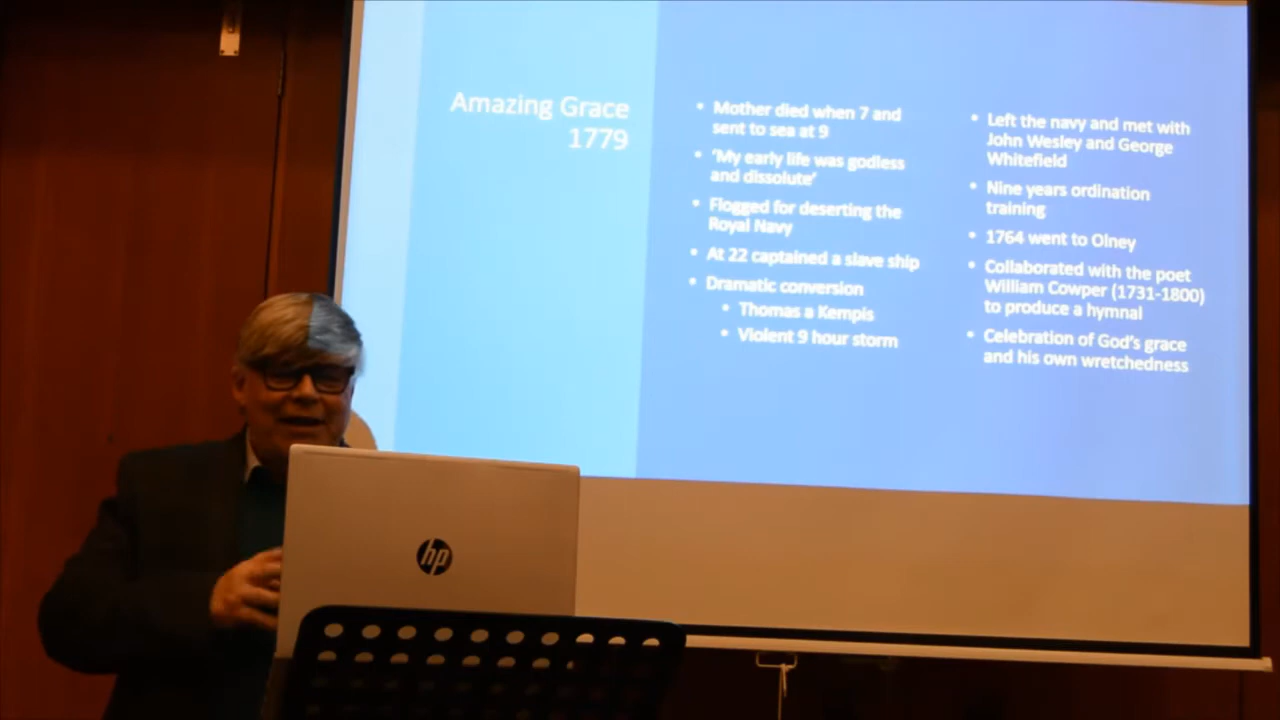 Amazing Grace
1779
• Mother died when 7 and
sent to sea at 9
• ‘My early life was godless
and dissolute’
• Flogged for deserting the
Royal Navy
• At 22 captained a slave ship
• Dramatic conversion
• Thomas a Kempis
• Violent 9 hour storm
• Left the navy and met with
John Wesley and George
Whitefield
• Nine years ordination
training
• 1764 went to Olney
• Collaborated with the poet
William Cowper (1731-1800)
to produce a hymnal
• Celebration of God’s grace
and his own wretchedness
hp